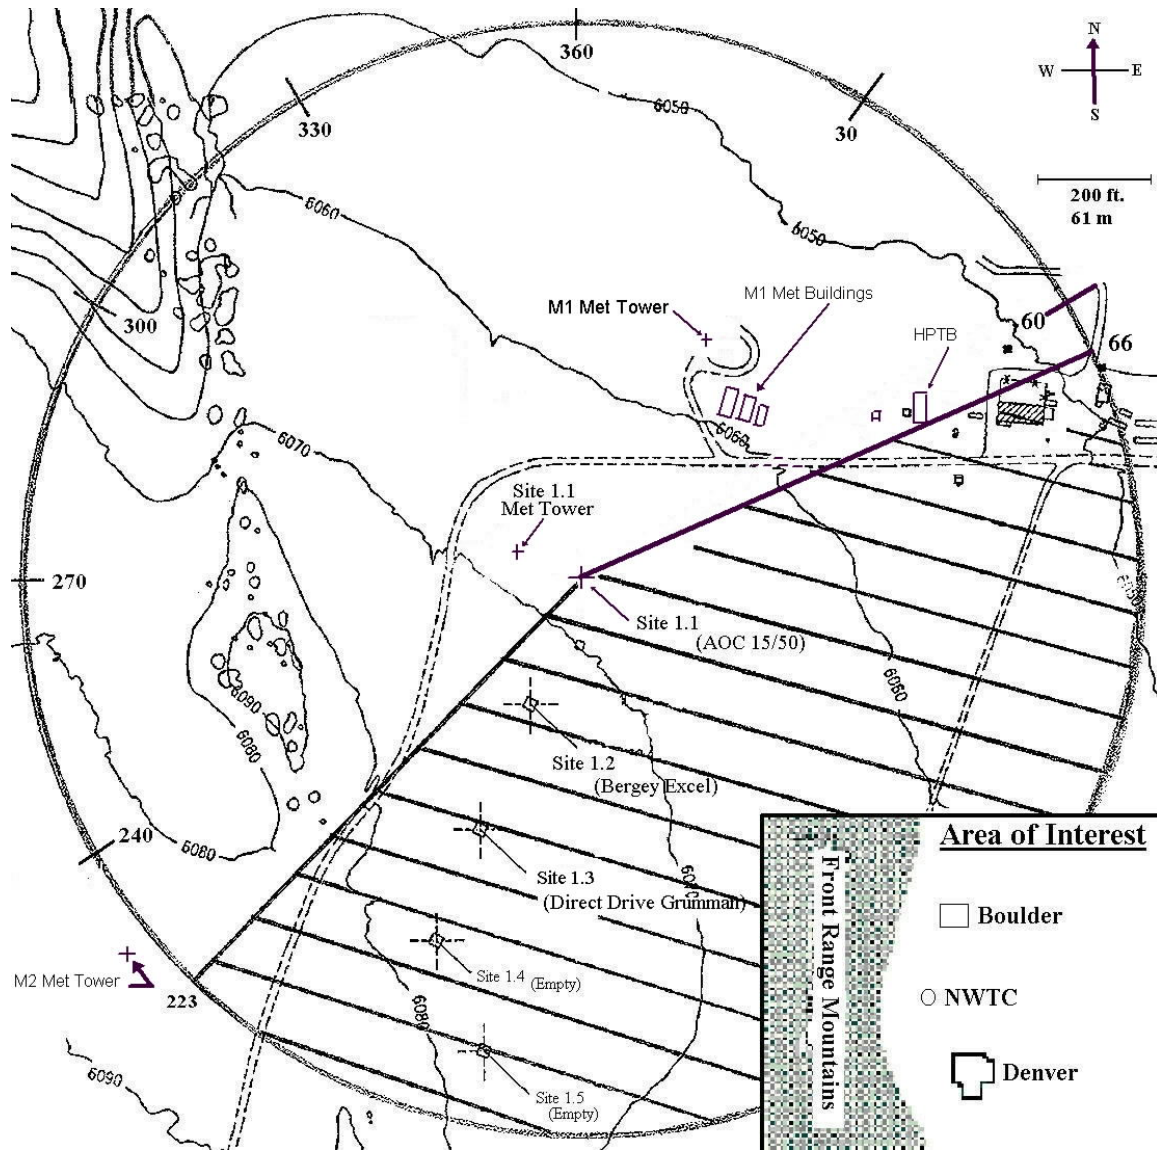 360
N
W
E
S
330
30
6050
200 ft.
61 m
6060
6050
M1 Met Buildings
M1 Met Tower
60
300
HPTB
66
6060
6070
Site 1.1
Met Tower
270
Site 1.1
(AOC 15/50)
6090
6080
6060
Site 1.2
(Bergey Excel)
240
6080
Area of Interest
Front Range Mountains
Site 1.3
(Direct Drive Grumman)
Boulder
Site 1.4
(Empty)
M2 Met Tower
223
NWTC
6080
6090
Site 1.5
(Empty)
Denver